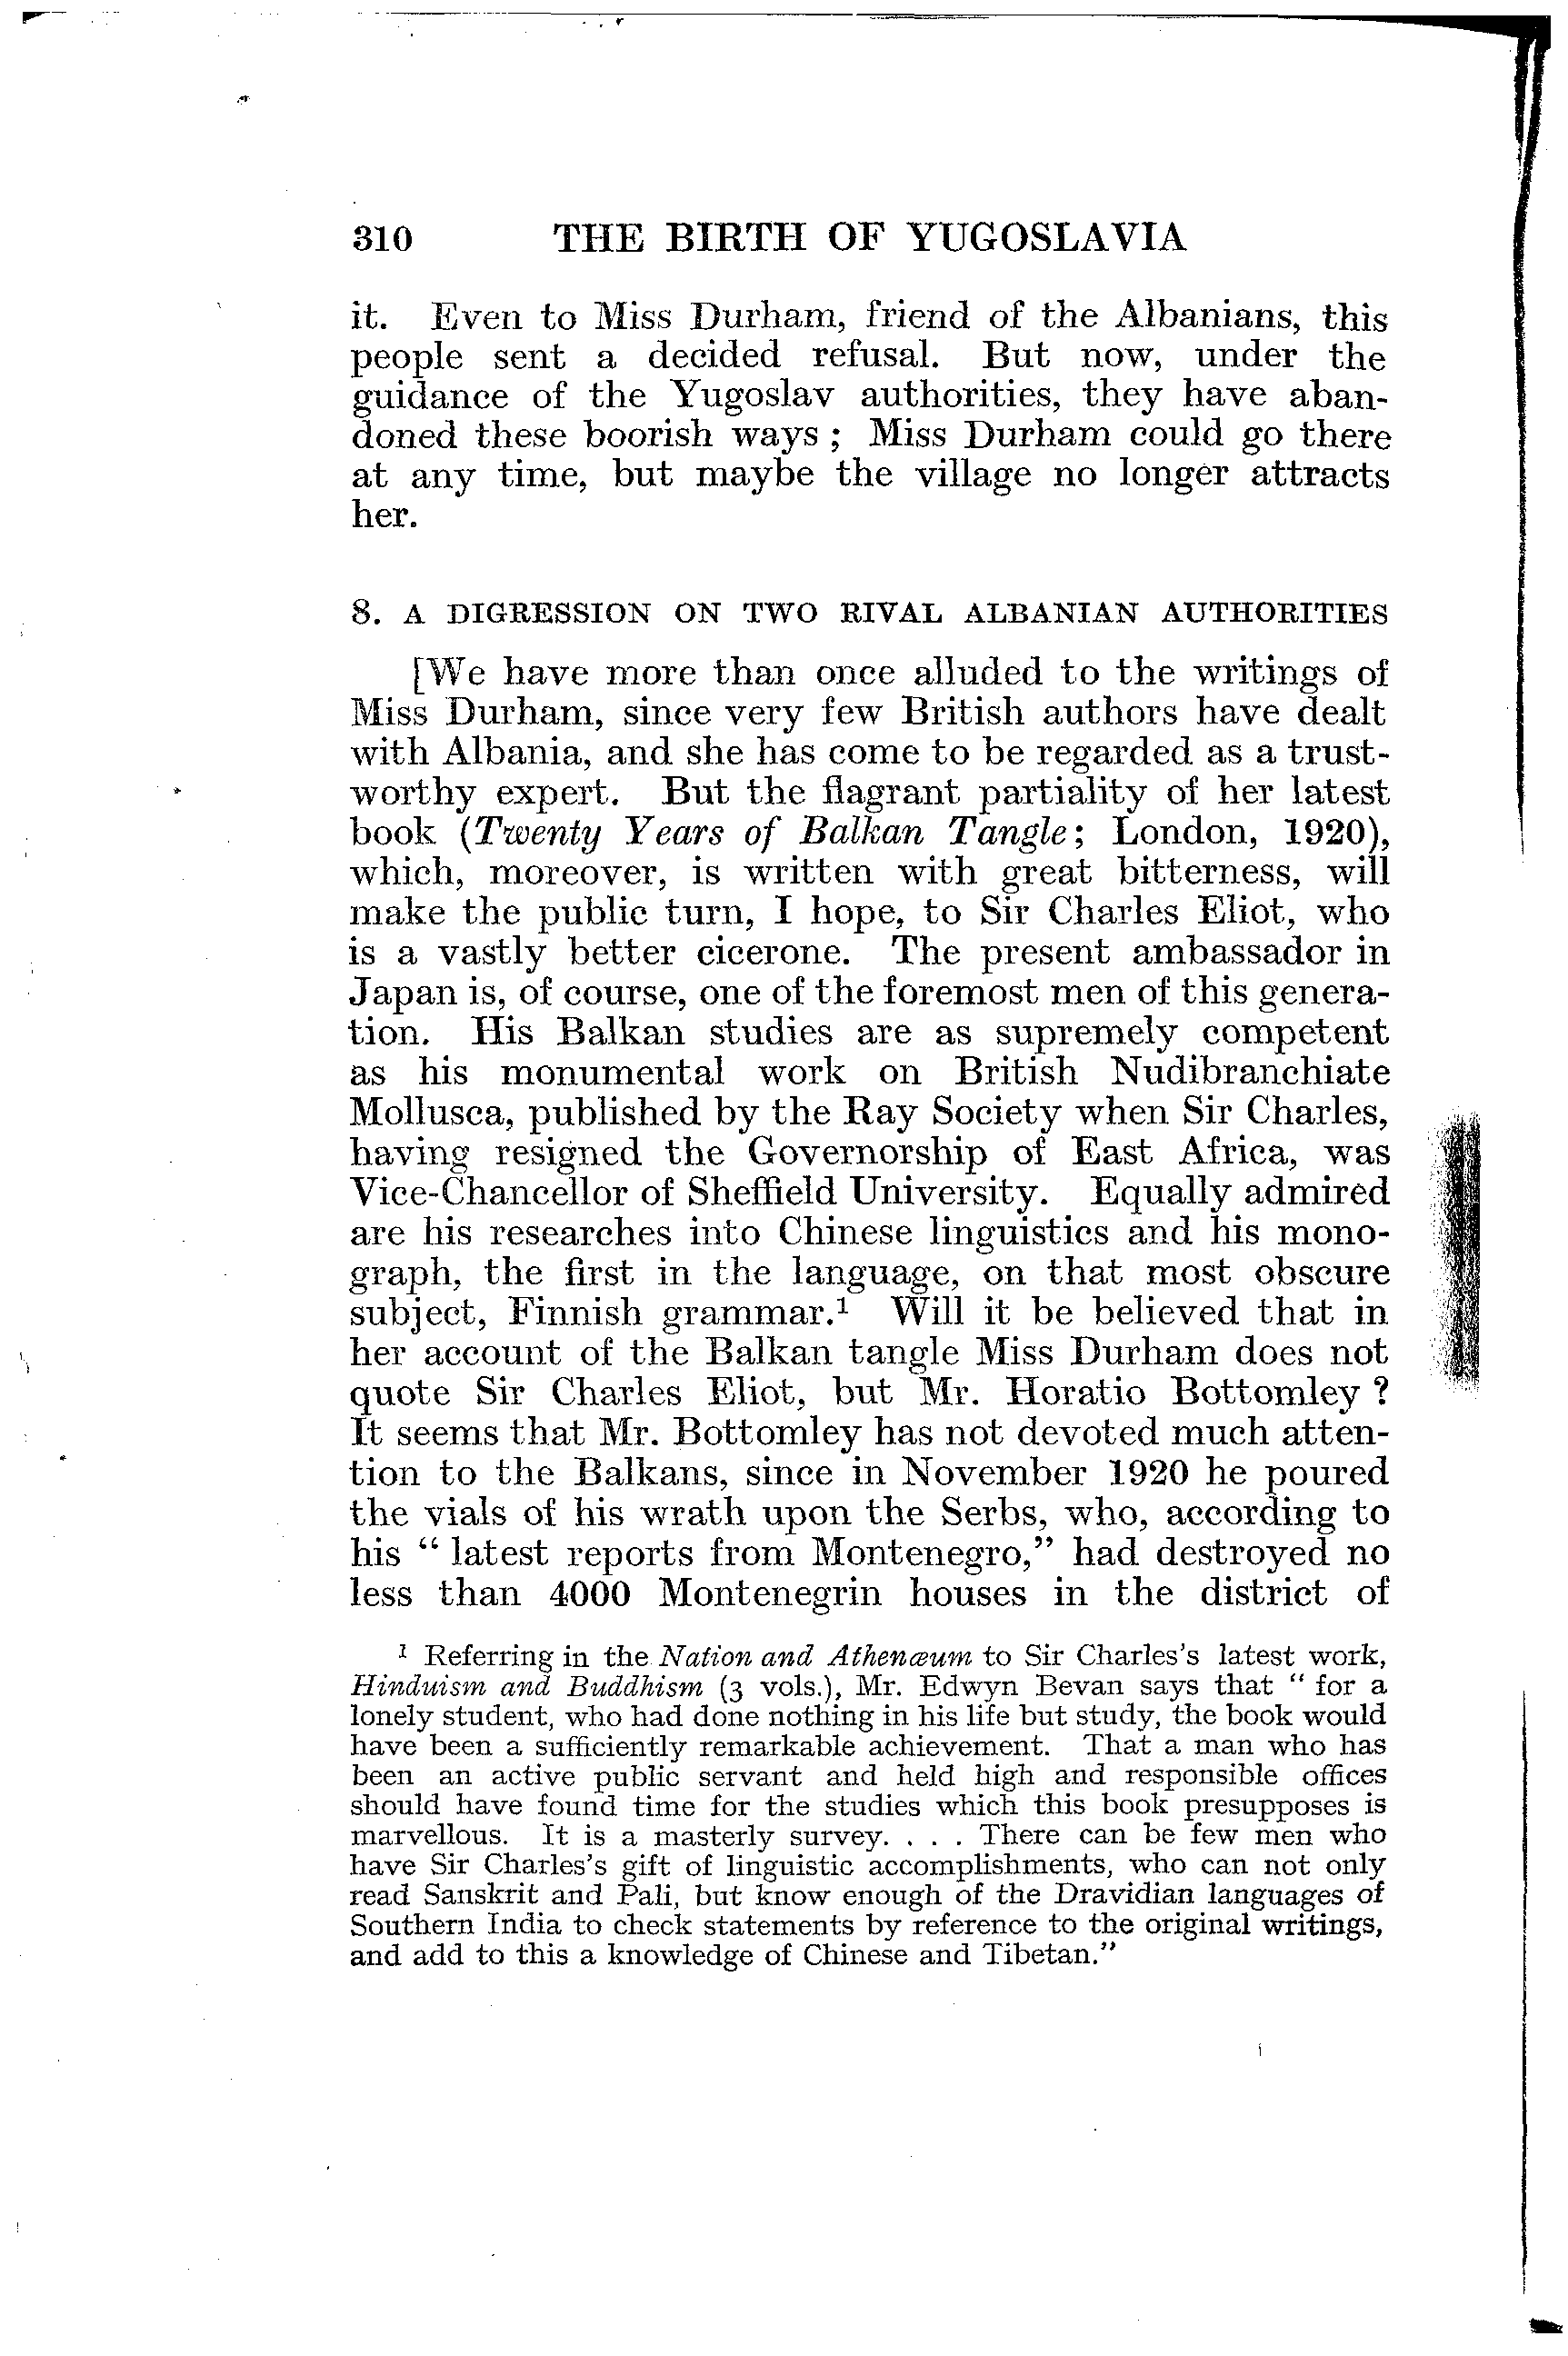 310 THE BIRTH OF YUGOSLAVIA
it. Even to Miss Durham, friend of the Albanians, this
people sent a decided refusal. But now, under the
guidance of the Yugoslav authorities, they have aban-
doned these boorish ways ; Miss Durham could go there
at any time, but maybe the village no longer attracts
her.
8. A DIGRESSION ON TWO RIVAL ALBANIAN AUTHORITIES
[We have more than once alluded to the writings of
Miss Durham, since very few British authors have dealt
with Albania, and she has come to be regarded as a trust-
worthy expert. But the flagrant partiality of her latest
book (Twenty Years of Balkan Tangle; London, 1920),
which, moreover, is written with great bitterness, will
make the public turn, I hope, to Sir Charles Eliot, who
is a vastly better cicerone. The present ambassador in
Japan is, of course, one of the foremost men of this genera-
tion. His Balkan studies are as supremely competent
as his monumental work on British Nudibranchiate
Mollusca, published by the Ray Society when Sir Charles,
having resigned the Governorship of East Africa, was
Vice-Chancellor of Sheffield University. Equally admired
are his researches into Chinese linguistics and his mono-
graph, the first in the language, on that most obscure
subject, Finnish grammar.¹ Will it be believed that in
her account of the Balkan tangle Miss Durham does not
quote Sir Charles Eliot, but Mr. Horatio Bottomley ?
It seems that Mr. Bottomley has not devoted much atten-
tion to the Balkans, since in November 1920 he poured
the vials of his wrath upon the Serbs, who, according to
his “ latest reports from Montenegro,” had destroyed no
less than 4000 Montenegrin houses in the district of
¹ Referring in the Nation and Athenæum to Sir Charles's latest work,
Hinduism and Buddhism (3 vols.), Mr. Edwyn Bevan says that “ for a
lonely student, who had done nothing in his life but study, the book would
have been a sufficiently remarkable achievement. That a man who has
been an active public servant and held high and responsible offices
should have found time for the studies which this book presupposes is
marvellous. It is a masterly survey. . . . There can be few men who
have Sir Charles's gift of linguistic accomplishments, who can not only
read Sanskrit and Pali, but know enough of the Dravidian languages of
Southern India to check statements by reference to the original writings,
and add to this a knowledge of Chinese and Tibetan.”